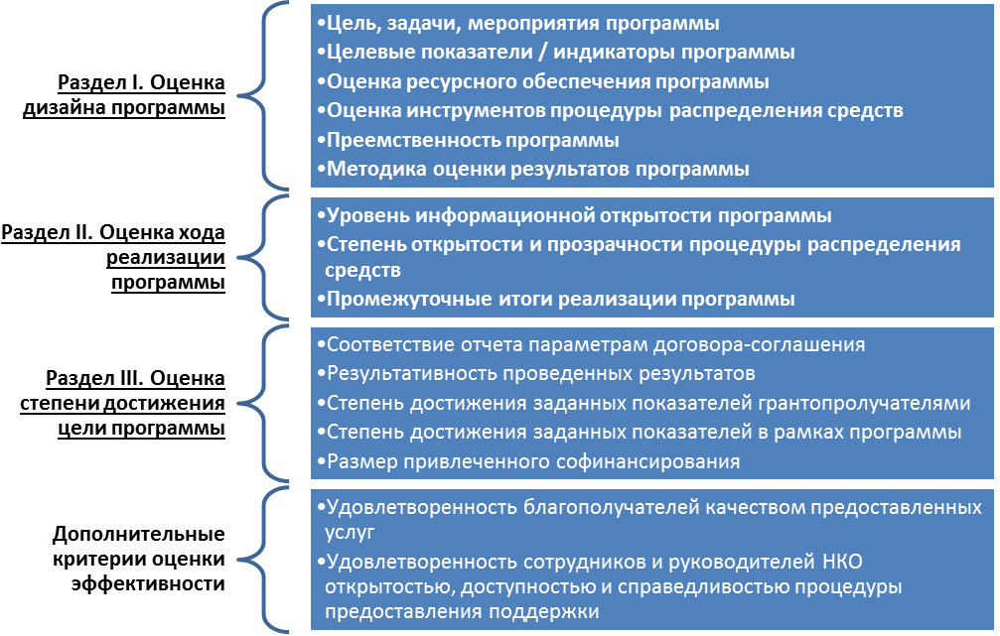 Раздел I. Оценка
дизайна программы
•Цель, задачи, мероприятия программы
•Целевые показатели / индикаторы программы
•Оценка ресурсного обеспечения программы
•Оценка инструментов процедуры распределения средств
•Преемственность программы
•Методика оценки результатов программы
Раздел II. Оценка хода
реализации
программы
•Уровень информационной открытости программы
•Степень открытости и прозрачности процедуры распределения
средств
•Промежуточные итоги реализации программы
Раздел III. Оценка
степени достижения
цели программы
•Соответствие отчета параметрам договора-соглашения
•Результативность проведенных результатов
•Степень достижения заданных показателей грантопролучателями
•Степень достижения заданных показателей в рамках программы
•Размер привлеченного софинансирования
Дополнительные
критерии оценки
эффективности
•Удовлетворенность благополучателей качеством предоставленных
услуг
•Удовлетворенность сотрудников и руководителей НКО
открытостью, доступностью и справедливостью процедуры
предоставления поддержки